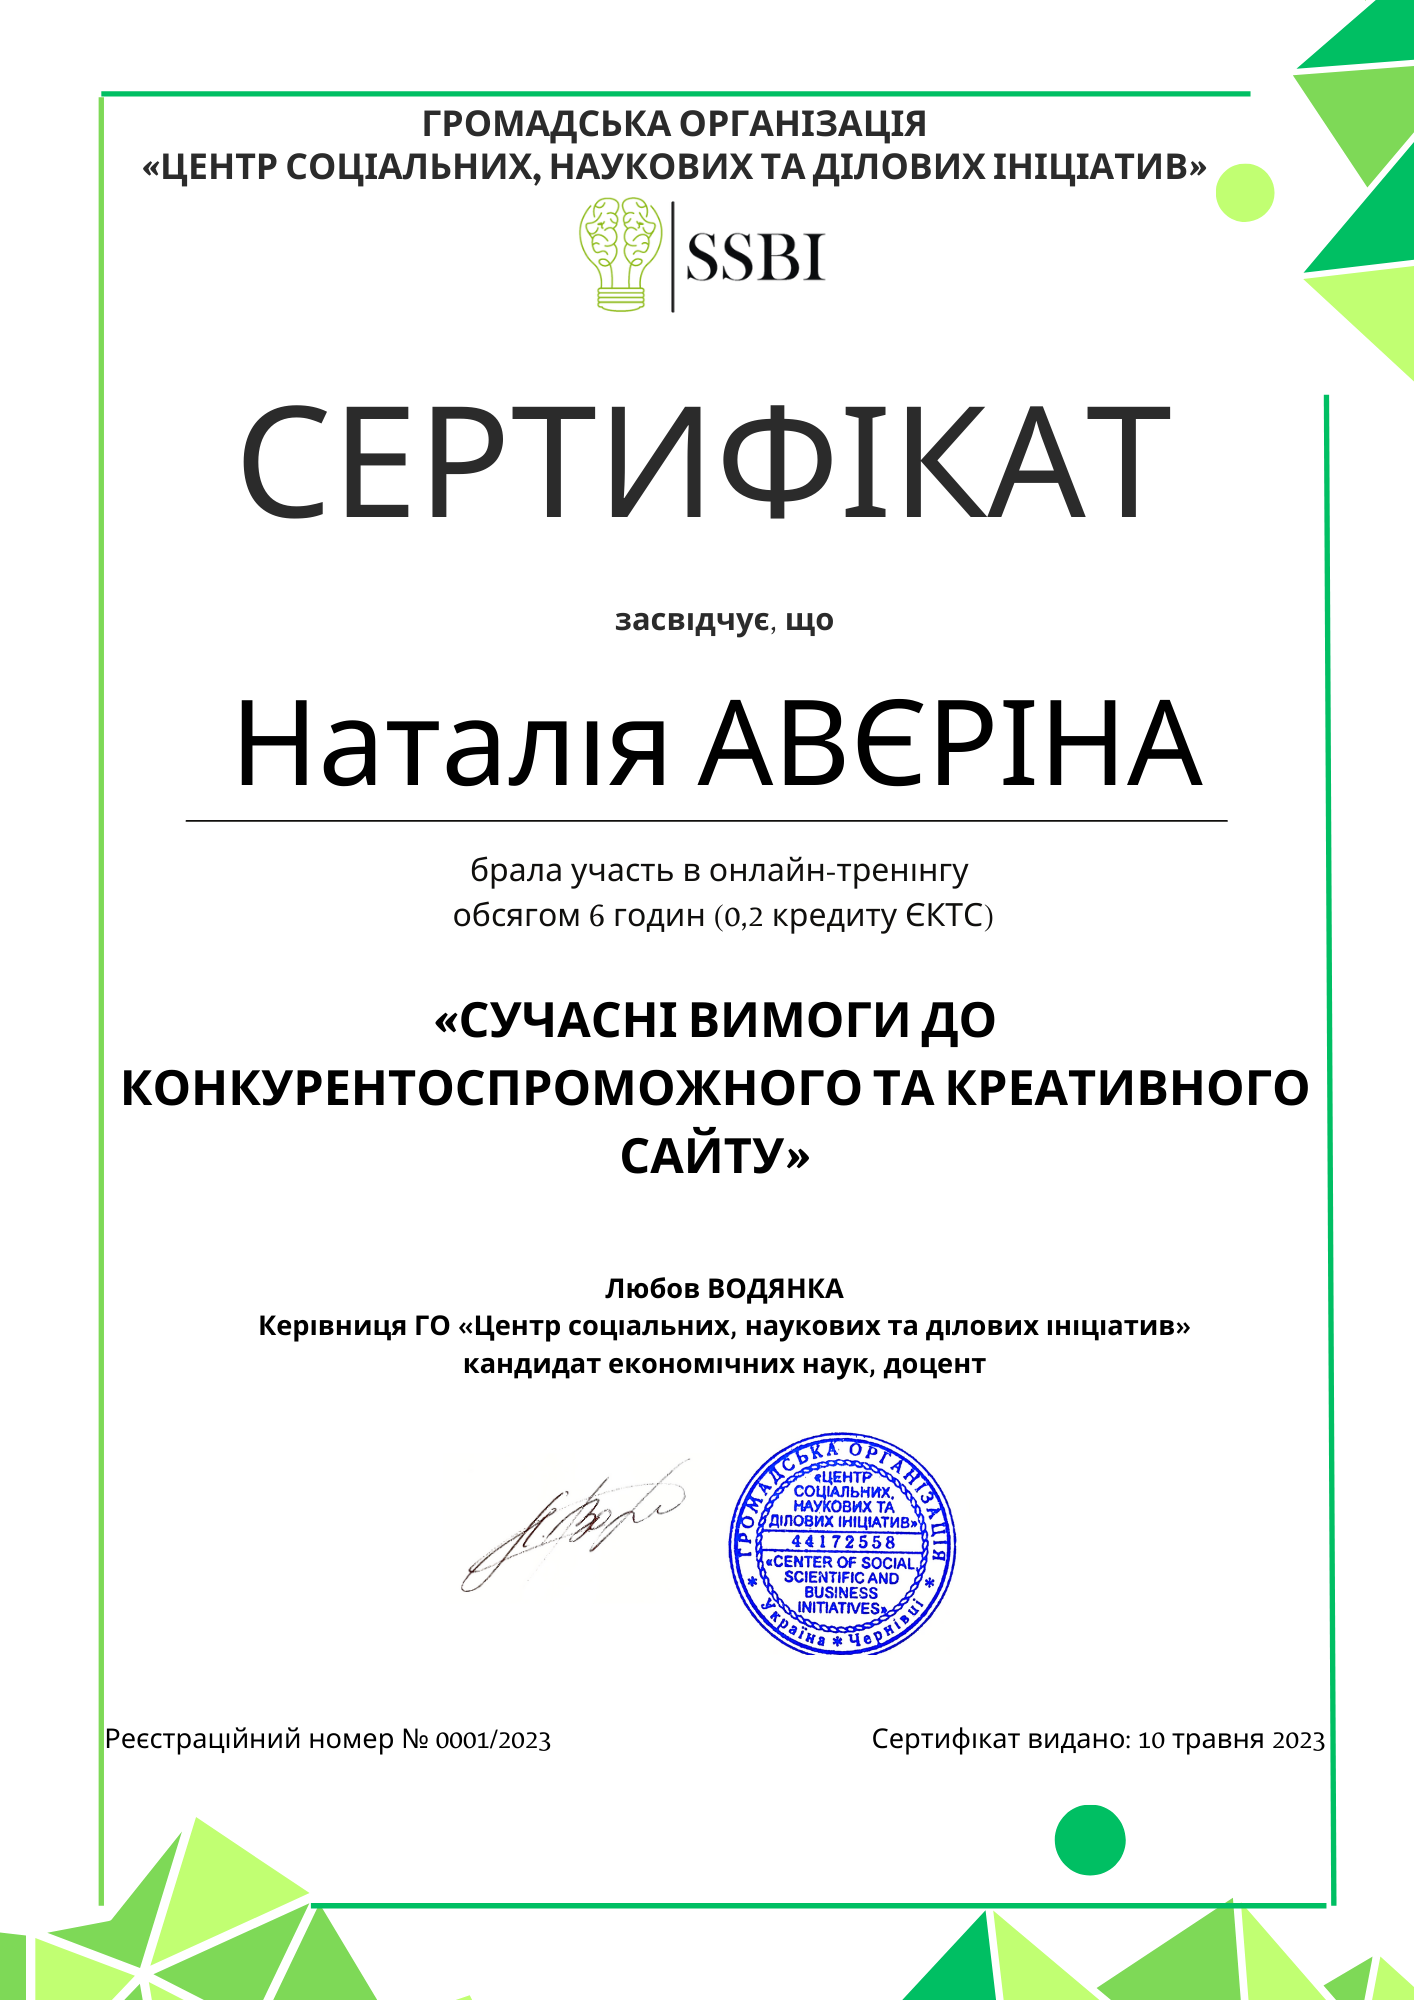 ГРОМАДСЬКА ОРГАНІЗАЦІЯ
«ЦЕНТР СОЦІАЛЬНИХ, НАУКОВИХ ТА ДІЛОВИХ ІНІЦІАТИВ»
SSBI
СЕРТИФІКАТ
засвідчує, що
Наталія АВЄРІНА
брала участь в онлайн-тренінгу
обсягом 6 годин (0,2 кредиту ЄКТС)
«СУЧАСНІ ВИМОГИ ДО
КОНКУРЕНТОСПРОМОЖНОГО ТА КРЕАТИВНОГО
САЙТУ»
Любов ВОДЯНКА
Керівниця ГО «Центр соціальних, наукових та ділових ініціатив»
кандидат економічних наук, доцент
ГРОМАДСЬКА ОРГАНІЗАЦІЯ
«ЦЕНТР
СОЦІАЛЬНИХ,
НАУКОВИХ ТА
ДІЛОВИХ ІНІЦІАТИВ»
44172558
«CENTER OF SOCIAL,
SCIENTIFIC AND
BUSINESS
INITIATIVES»
* Україна * Чернівці *
Реєстраційний номер № 0001/2023
Сертифікат видано: 10 травня 2023